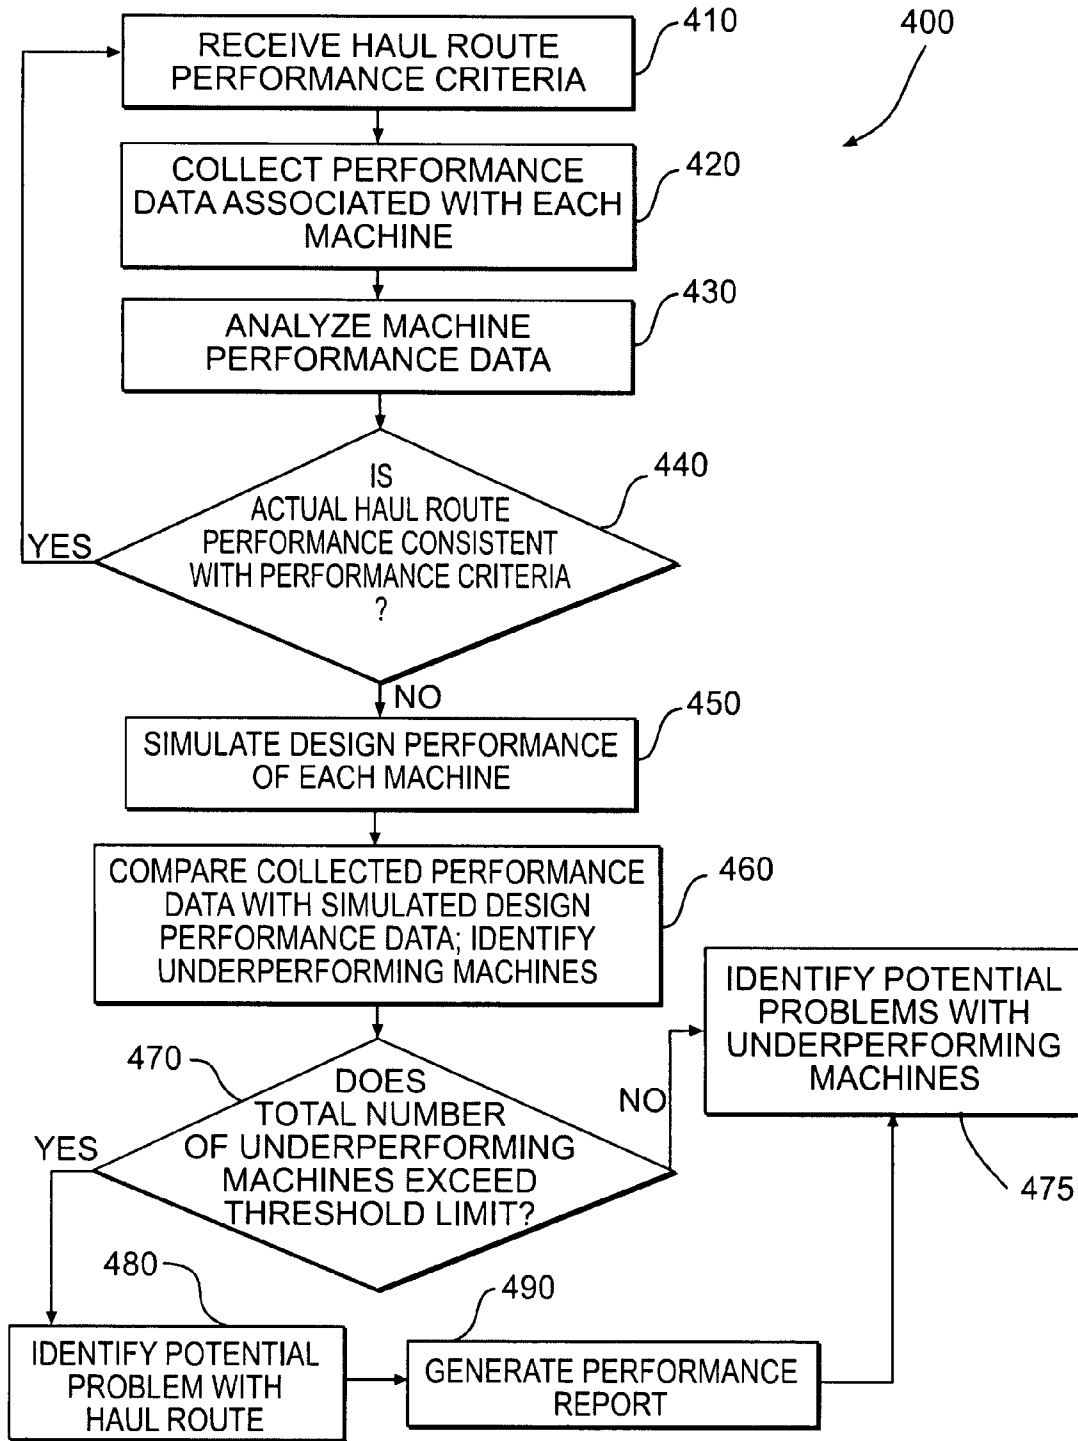 410
400
RECEIVE HAUL ROUTE
PERFORMANCE CRITERIA
420
COLLECT PERFORMANCE
DATA ASSOCIATED WITH EACH
MACHINE
430
ANALYZE MACHINE
PERFORMANCE DATA
440
IS
ACTUAL HAUL ROUTE
PERFORMANCE CONSISTENT
WITH PERFORMANCE CRITERIA
?
YES
NO
450
SIMULATE DESIGN PERFORMANCE
OF EACH MACHINE
460
COMPARE COLLECTED PERFORMANCE
DATA WITH SIMULATED DESIGN
PERFORMANCE DATA; IDENTIFY
UNDERPERFORMING MACHINES
470
DOES
TOTAL NUMBER
OF UNDERPERFORMING
MACHINES EXCEED
THRESHOLD LIMIT?
YES
NO
IDENTIFY POTENTIAL
PROBLEMS WITH
UNDERPERFORMING
MACHINES
475
480
IDENTIFY POTENTIAL
PROBLEM WITH
HAUL ROUTE
490
GENERATE PERFORMANCE
REPORT